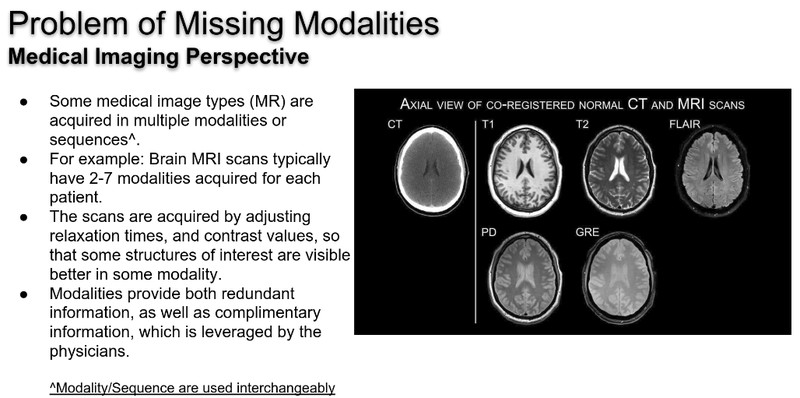 Problem of Missing Modalities
Medical Imaging Perspective
● Some medical image types (MR) are
acquired in multiple modalities or
sequences^.
● For example: Brain MRI scans typically
have 2-7 modalities acquired for each
patient.
● The scans are acquired by adjusting
relaxation times, and contrast values, so
that some structures of interest are visible
better in some modality.
● Modalities provide both redundant
information, as well as complimentary
information, which is leveraged by the
physicians.
^Modality/Sequence are used interchangeably
AXIAL VIEW OF CO-REGISTERED NORMAL CT AND MRI SCANS
CT T1 T2 FLAIR
PD GRE